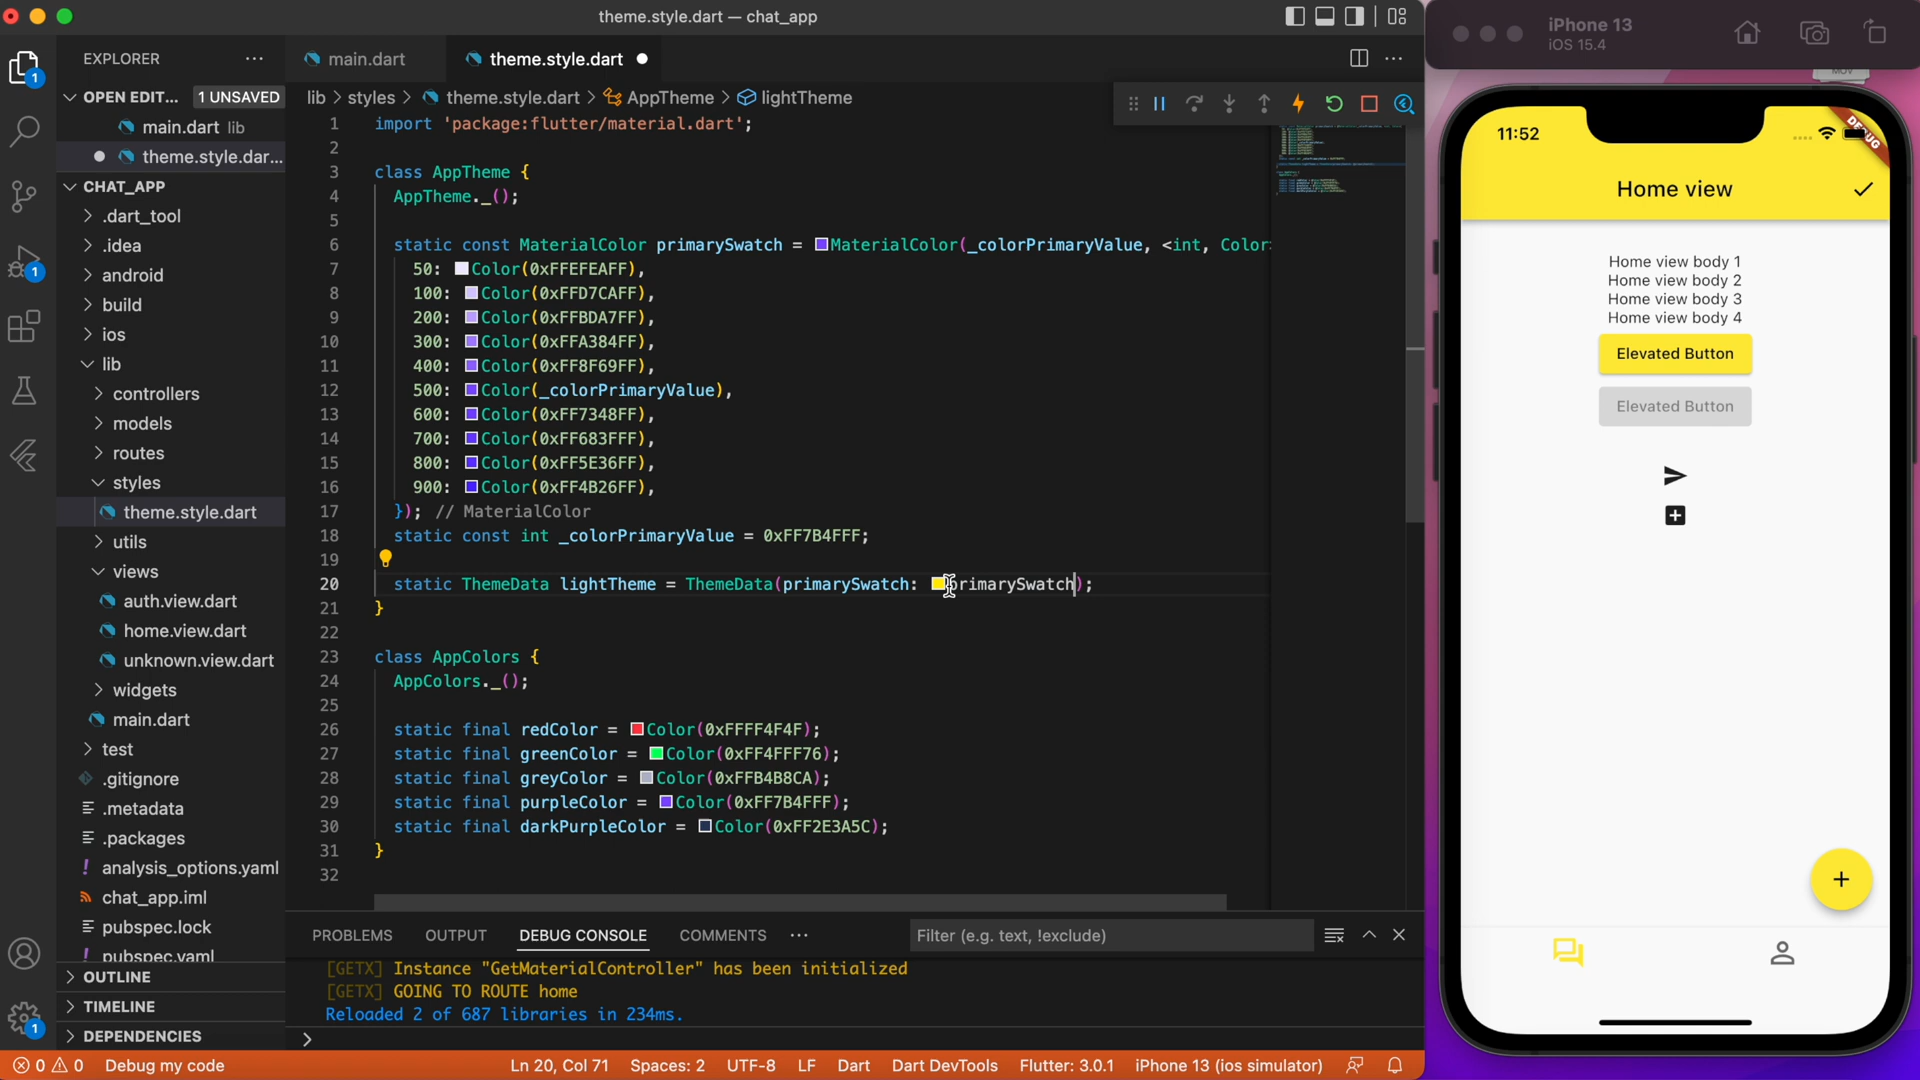 theme.style.dart — chat_app
EXPLORER
OPEN EDIT...
1 UNSAVED
main.dart lib
theme.style.dar...
CHAT_APP
.dart_tool
.idea
android
build
ios
lib
controllers
models
routes
styles
theme.style.dart
utils
views
auth.view.dart
home.view.dart
unknown.view.dart
widgets
main.dart
test
.gitignore
.metadata
.packages
analysis_options.yaml
chat_app.iml
pubspec.lock
pubspec.yaml
OUTLINE
TIMELINE
DEPENDENCIES
1
1
1
main.dart
theme.style.dart
lib > styles > theme.style.dart > AppTheme > lightTheme
1 import 'package:flutter/material.dart';
2
3 class AppTheme {
4 AppTheme._();
5
6 static const MaterialColor primarySwatch = MaterialColor(_colorPrimaryValue, <int, Color>
7 50: Color(0xFFEFEAFF),
8 100: Color(0xFFD7CAFF),
9 200: Color(0xFFBDA7FF),
10 300: Color(0xFFA384FF),
11 400: Color(0xFF8F69FF),
12 500: Color(_colorPrimaryValue),
13 600: Color(0xFF7348FF),
14 700: Color(0xFF683FFF),
15 800: Color(0xFF5E36FF),
16 900: Color(0xFF4B26FF),
17 }); // MaterialColor
18 static const int _colorPrimaryValue = 0xFF7B4FFF;
19
20 static ThemeData lightTheme = ThemeData(primarySwatch: primarySwatch);
21 }
22
23 class AppColors {
24 AppColors._();
25
26 static final redColor = Color(0xFFFF4F4F);
27 static final greenColor = Color(0xFF4FFF76);
28 static final greyColor = Color(0xFFB4B8CA);
29 static final purpleColor = Color(0xFF7B4FFF);
30 static final darkPurpleColor = Color(0xFF2E3A5C);
31 }
32
PROBLEMS OUTPUT DEBUG CONSOLE COMMENTS ...
Filter (e.g. text, !exclude)
[GETX] Instance "GetMaterialController" has been initialized
[GETX] GOING TO ROUTE home
Reloaded 2 of 687 libraries in 234ms.
0 0 Debug my code
Ln 20, Col 71 Spaces: 2 UTF-8 LF Dart Dart DevTools Flutter: 3.0.1 iPhone 13 (ios simulator)
iPhone 13
iOS 15.4
MOV
11:52
DEBUG
Home view
Home view body 1
Home view body 2
Home view body 3
Home view body 4
Elevated Button
Elevated Button